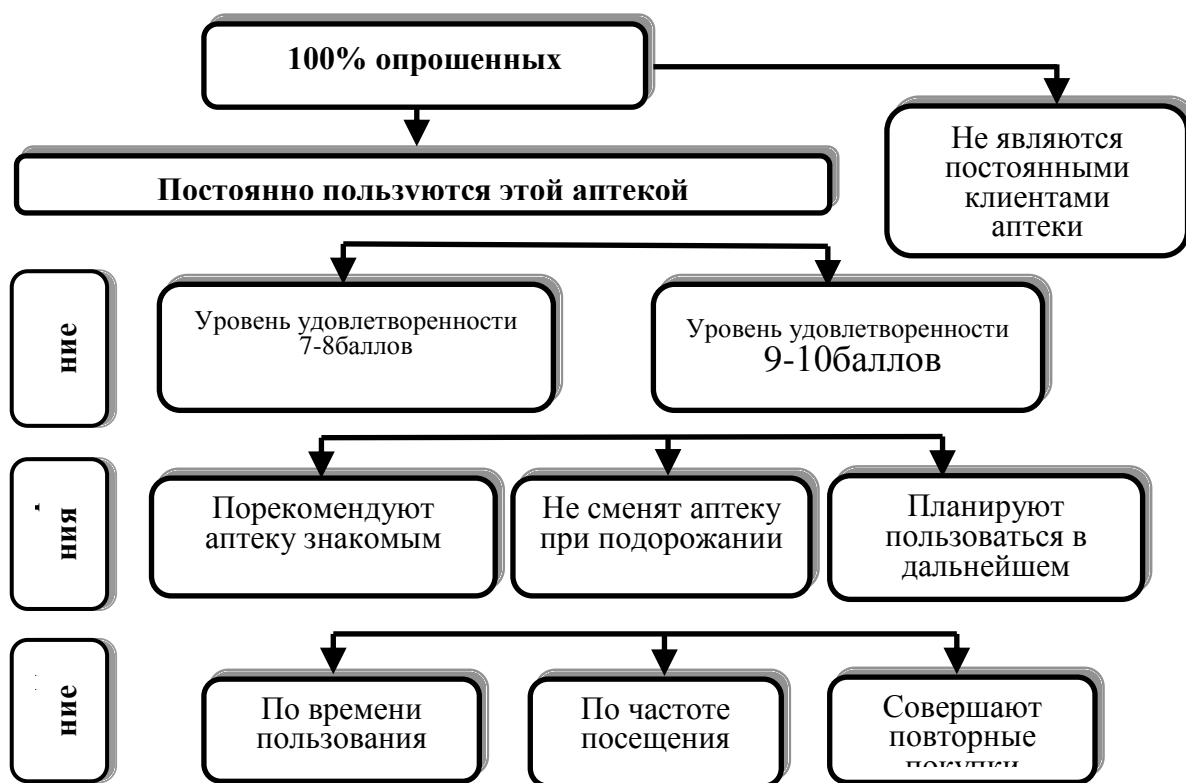 100% опрошенных
Не являются
постоянными
клиентами
аптеки
Постоянно пользуются этой аптекой
ние
Уровень удовлетворенности
7-8баллов
Уровень удовлетворенности
9-10баллов
ния
Порекомендуют
аптеку знакомым
Не сменят аптеку
при подорожании
Планируют
пользоваться в
дальнейшем
ние
По времени
пользования
По частоте
посещения
Совершают
повторные
покупки